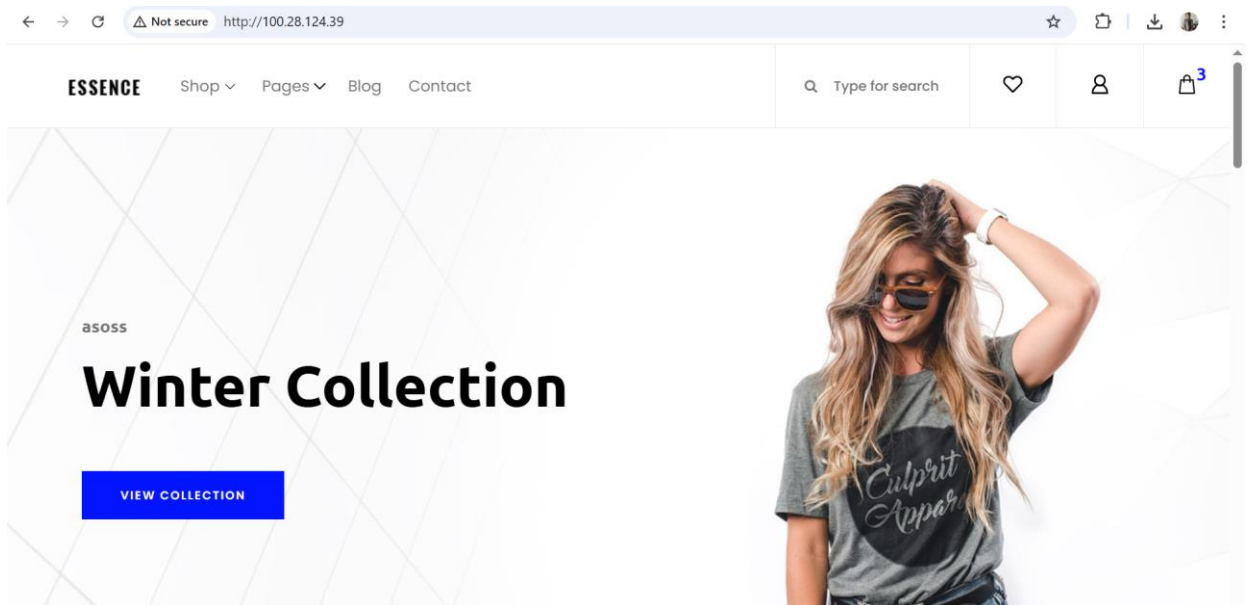 Not secure http://100.28.124.39
ESSENCE Shop Pages Blog Contact Type for search 3
asoss
Winter Collection
VIEW COLLECTION
Culprit
Appar